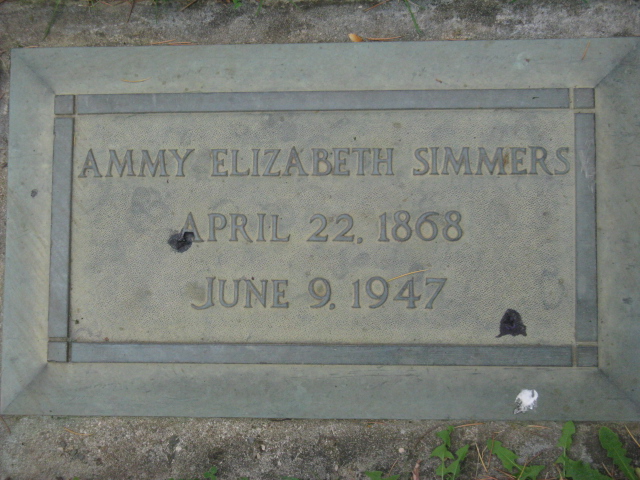 AMMY ELIZABETH SIMMERS
APRIL 22, 1868
JUNE 9, 1947